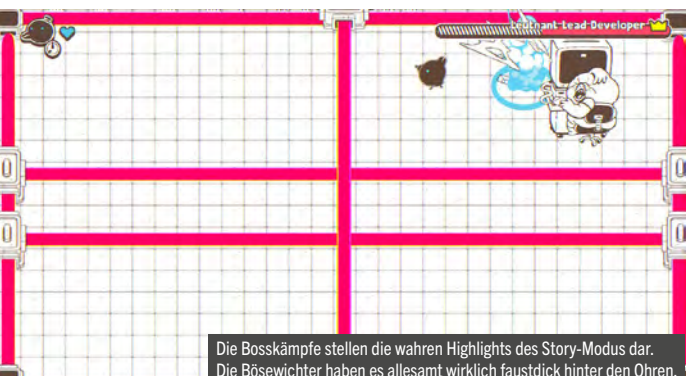 Leutnant Lead Developer
Die Bosskämpfe stellen die wahren Highlights des Story-Modus dar.
Die Bösewichter haben es allesamt wirklich faustdick hinter den Ohren.